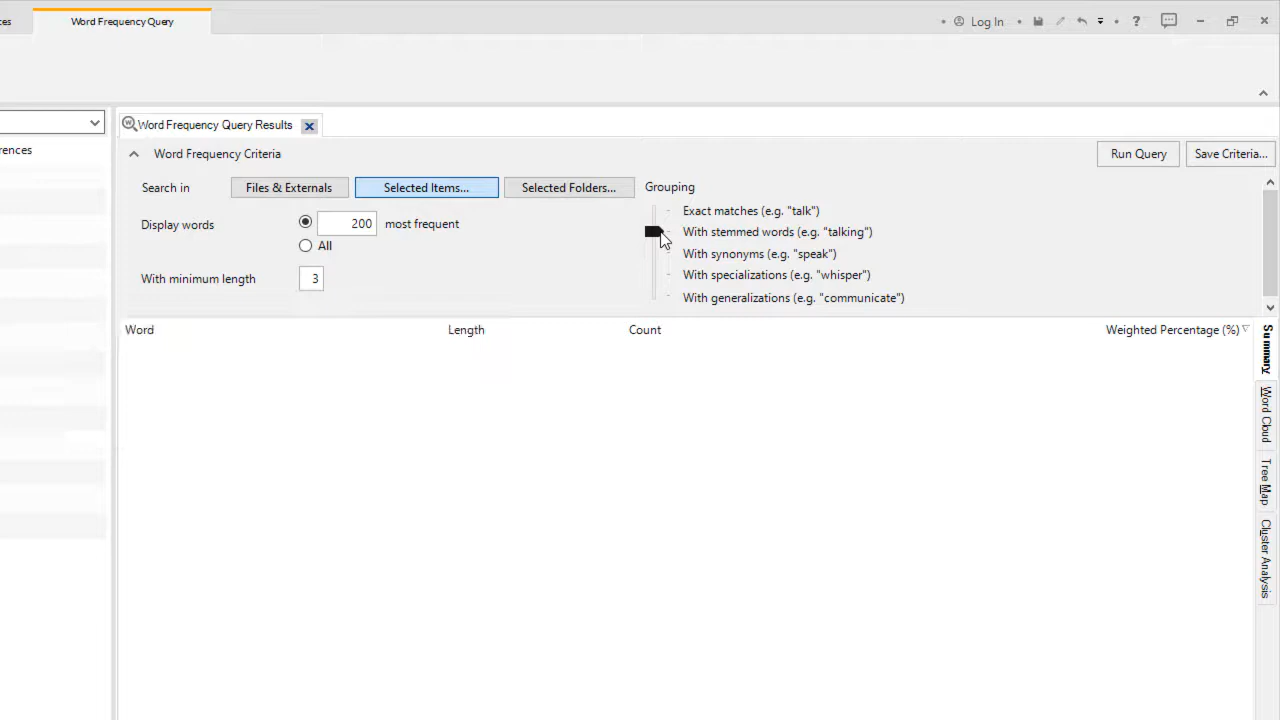 ces
Word Frequency Query
Log In
?
rences
Word Frequency Query Results
Word Frequency Criteria
Run Query
Save Criteria...
Search in
Files & Externals
Selected Items...
Selected Folders...
Display words
200
most frequent
All
With minimum length
3
Grouping
Exact matches (e.g. "talk")
With stemmed words (e.g. "talking")
With synonyms (e.g. "speak")
With specializations (e.g. "whisper")
With generalizations (e.g. "communicate")
Word
Length
Count
Weighted Percentage (%)
Summary
Word Cloud
Tree Map
Cluster Analysis